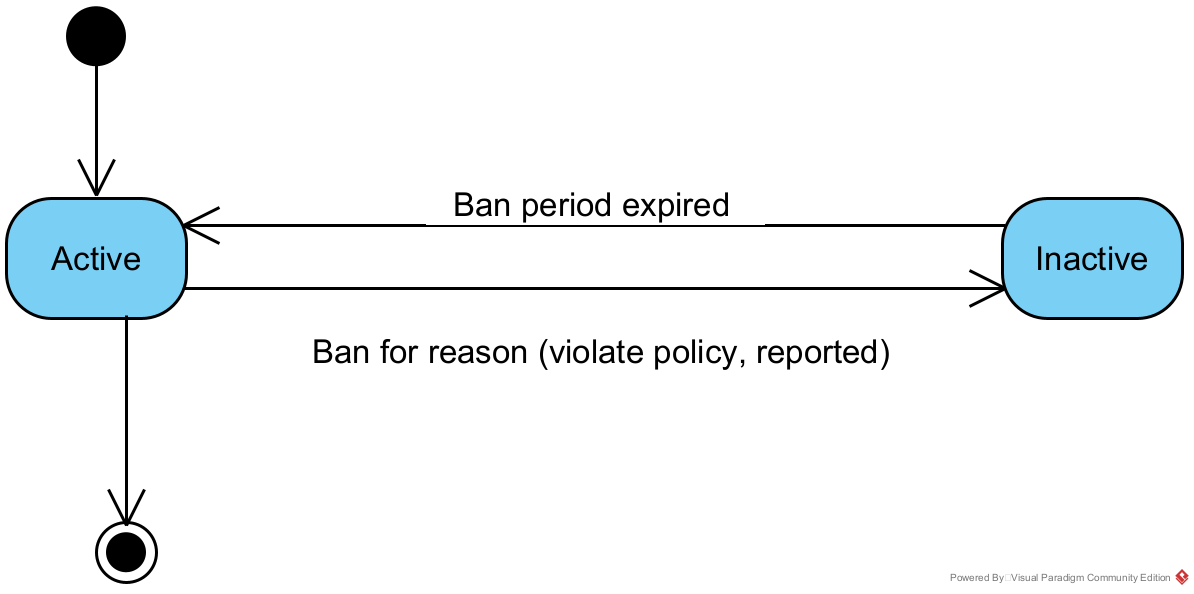 Ban period expired
Active
Inactive
Ban for reason (violate policy, reported)
Powered By Visual Paradigm Community Edition